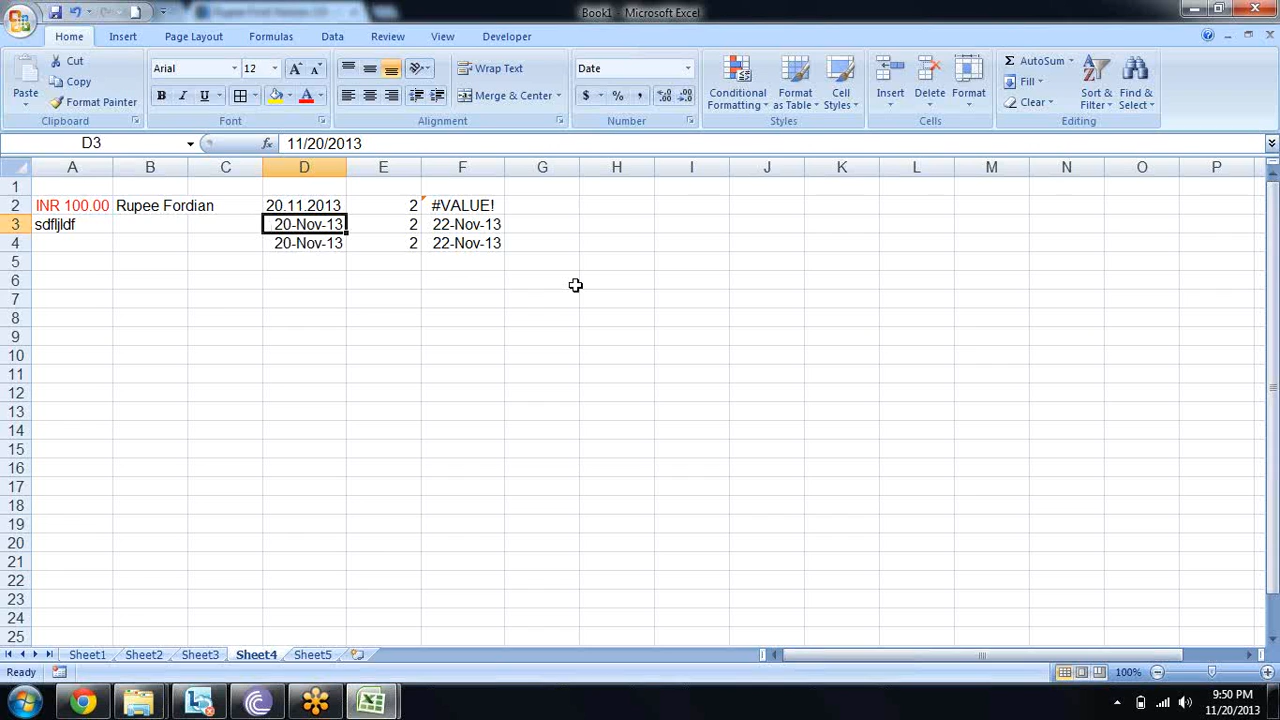 Book1 - Microsoft Excel
Home Insert Page Layout Formulas Data Review View Developer
Paste Cut Copy Format Painter Clipboard
Arial 12 A A B I U A Font
Wrap Text Merge & Center Alignment
Date $ % , Number
Conditional Formatting Format as Table Cell Styles Styles
Insert Delete Format Cells
Σ AutoSum Fill Clear Sort & Filter Find & Select Editing
D3 fx 11/20/2013
A B C D E F G H I J K L M N O P
1
2 INR 100.00 Rupee Fordian 20.11.2013 2 #VALUE!
3 sdfljldf 20-Nov-13 2 22-Nov-13
4 20-Nov-13 2 22-Nov-13
5
6
7
8
9
10
11
12
13
14
15
16
17
18
19
20
21
22
23
24
25
Sheet1 Sheet2 Sheet3 Sheet4 Sheet5
Ready 100%
9:50 PM
11/20/2013